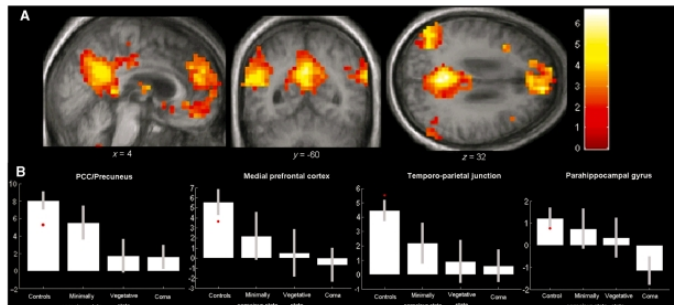 A
x = 4
y = -60
z = 32
6
5
4
3
2
1
0
B
PCC/Precuneus
10
8
6
4
2
0
-2
Controls Minimally Vegetative Coma
Medial prefrontal cortex
7
6
5
4
3
2
1
0
-1
-2
Controls Minimally Vegetative Coma
Temporo-parietal junction
6
5
4
3
2
1
0
-1
Controls Minimally Vegetative Coma
Parahippocampal gyrus
2
1
0
-1
-2
Controls Minimally Vegetative Coma